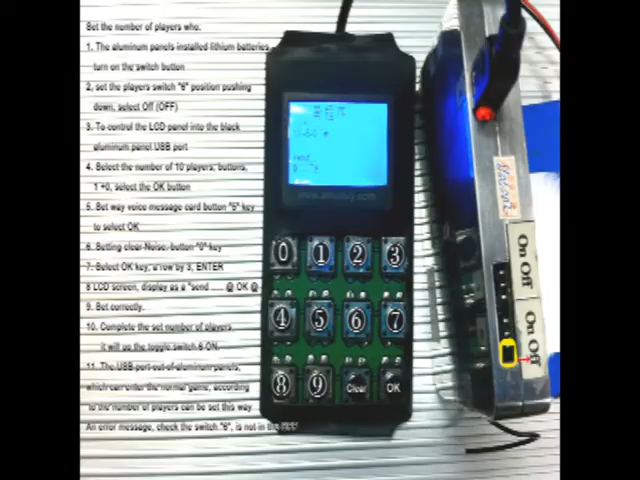 Set the number of players who:
1. The aluminum panels installed lithium batteries
turn on the switch button
2, set the players switch "6" position pushing
down, select Off (OFF)
3. To control the LCD panel into the black
aluminum panel USB port
4. Select the number of 10 players, buttons,
1 +0, select the OK button
5. Set way voice message card button "5" key
to select OK
6. Setting clear-Noise: button "0" key
7. Select OK key, a row by 3, ENTER
8 LCD screen, display as a "send ..... @ OK @
9. Set correctly.
10. Complete the set number of players
it will up the toggle switch 6-ON.
11. The USB port out of aluminum panels,
which can enter the normal game, according
to the number of players can be set this way
An error message, check the switch "6", is not in the OFF
0 1 2 3
4 5 6 7
8 9 Clear OK
On Off
On Off